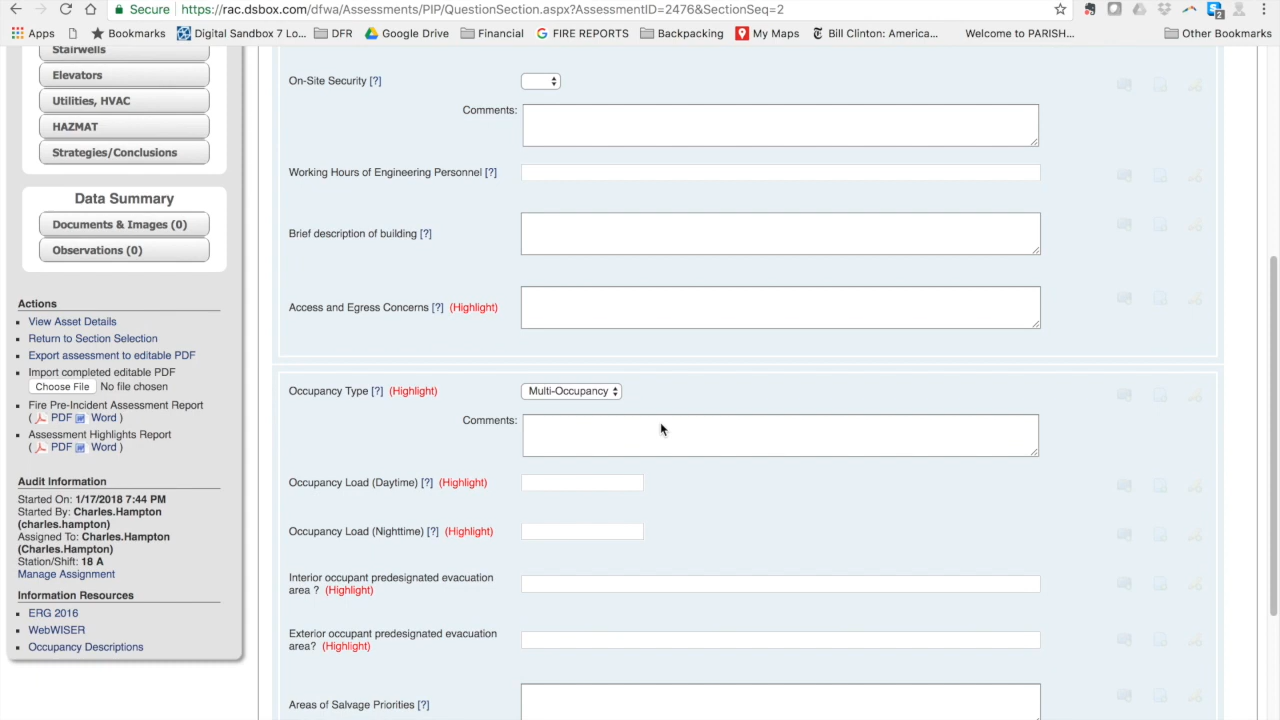 Secure https://rac.dsbox.com/dfwa/Assessments/PIP/QuestionSection.aspx?AssessmentID=2476&SectionSeq=2
2
Apps Bookmarks Digital Sandbox 7 Lo... DFR Google Drive Financial FIRE REPORTS Backpacking My Maps Bill Clinton: America... Welcome to PARISH... Other Bookmarks
Stairwells
Elevators
Utilities, HVAC
HAZMAT
Strategies/Conclusions
Data Summary
Documents & Images (0)
Observations (0)
Actions
View Asset Details
Return to Section Selection
Export assessment to editable PDF
Import completed editable PDF
Choose File No file chosen
Fire Pre-Incident Assessment Report
( PDF Word )
Assessment Highlights Report
( PDF Word )
Audit Information
Started On: 1/17/2018 7:44 PM
Started By: Charles.Hampton
(charles.hampton)
Assigned To: Charles.Hampton
(Charles.Hampton)
Station/Shift: 18 A
Manage Assignment
Information Resources
ERG 2016
WebWISER
Occupancy Descriptions
On-Site Security [?]
Comments:
Working Hours of Engineering Personnel [?]
Brief description of building [?]
Access and Egress Concerns [?] (Highlight)
Occupancy Type [?] (Highlight) Multi-Occupancy
Comments:
Occupancy Load (Daytime) [?] (Highlight)
Occupancy Load (Nighttime) [?] (Highlight)
Interior occupant predesignated evacuation
area ? (Highlight)
Exterior occupant predesignated evacuation
area? (Highlight)
Areas of Salvage Priorities [?]